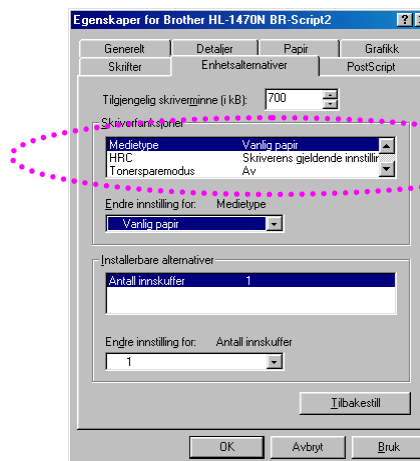 Egenskaper for Brother HL-1470N BR-Script2
Generelt Detaljer Papir Grafikk
Skrifter Enhetsalternativer PostScript
Tilgjengelig skriverminne (i kB): 700
Skriverfunksjoner
Medietype Vanlig papir
HRC Skriverens gjeldende innstillir
Tonersparemodus Av
Endre innstilling for: Medietype
Vanlig papir
Installerbare alternativer
Antall innskuffer 1
Endre innstilling for: Antall innskuffer
1
Tilbakestill
OK Avbryt Bruk